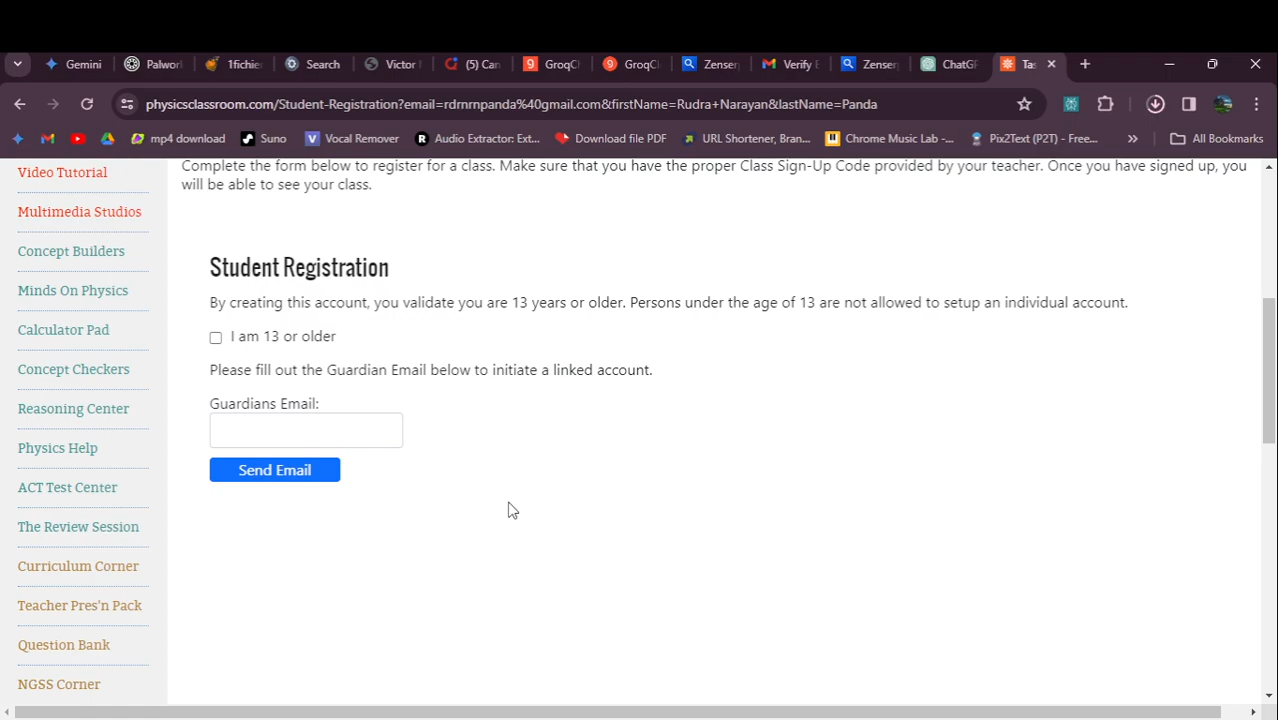 Gemini
Palwor
1fichie
Search
Victor
(5) Can
GroqCl
GroqCl
Zenser
Verify E
Zenser
ChatGP
Tas
physicsclassroom.com/Student-Registration?email=rdrnrnpanda%40gmail.com&firstName=Rudra+Narayan&lastName=Panda
mp4 download
Suno
Vocal Remover
Audio Extractor: Ext...
Download file PDF
URL Shortener, Bran...
Chrome Music Lab -...
Pix2Text (P2T) - Free...
All Bookmarks
Complete the form below to register for a class. Make sure that you have the proper Class Sign-Up Code provided by your teacher. Once you have signed up, you
will be able to see your class.
Video Tutorial
Multimedia Studios
Concept Builders
Minds On Physics
Calculator Pad
Concept Checkers
Reasoning Center
Physics Help
ACT Test Center
The Review Session
Curriculum Corner
Teacher Pres'n Pack
Question Bank
NGSS Corner
Student Registration
By creating this account, you validate you are 13 years or older. Persons under the age of 13 are not allowed to setup an individual account.
I am 13 or older
Please fill out the Guardian Email below to initiate a linked account.
Guardians Email:
Send Email